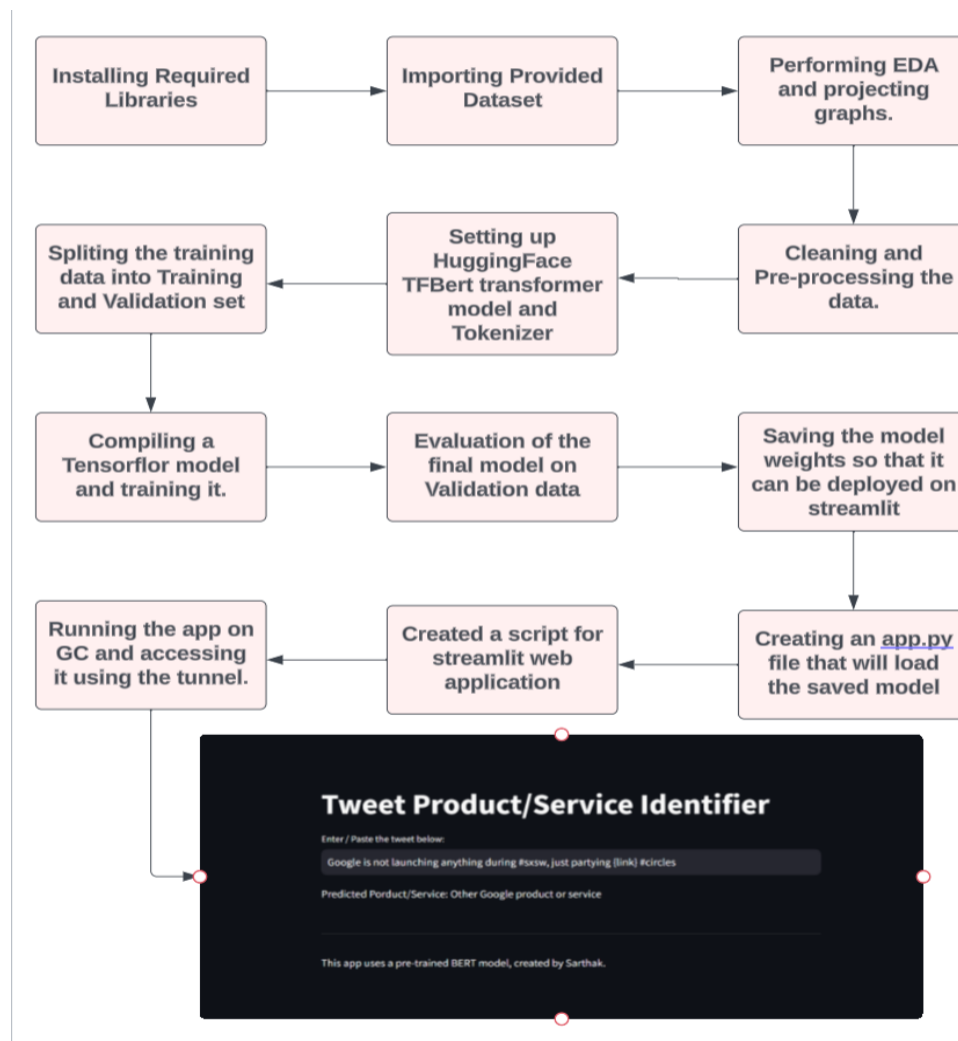 Installing Required
Libraries
Importing Provided
Dataset
Performing EDA
and projecting
graphs.
Cleaning and
Pre-processing the
data.
Setting up
HuggingFace
TFBert transformer
model and
Tokenizer
Spliting the training
data into Training
and Validation set
Compiling a
Tensorflor model
and training it.
Evaluation of the
final model on
Validation data
Saving the model
weights so that it
can be deployed on
streamlit
Creating an app.py
file that will load
the saved model
Created a script for
streamlit web
application
Running the app on
GC and accessing
it using the tunnel.
Tweet Product/Service Identifier
Enter / Paste the tweet below:
Google is not launching anything during #sxsw, just partying {link} #circles
Predicted Porduct/Service: Other Google product or service
This app uses a pre-trained BERT model, created by Sarthak.